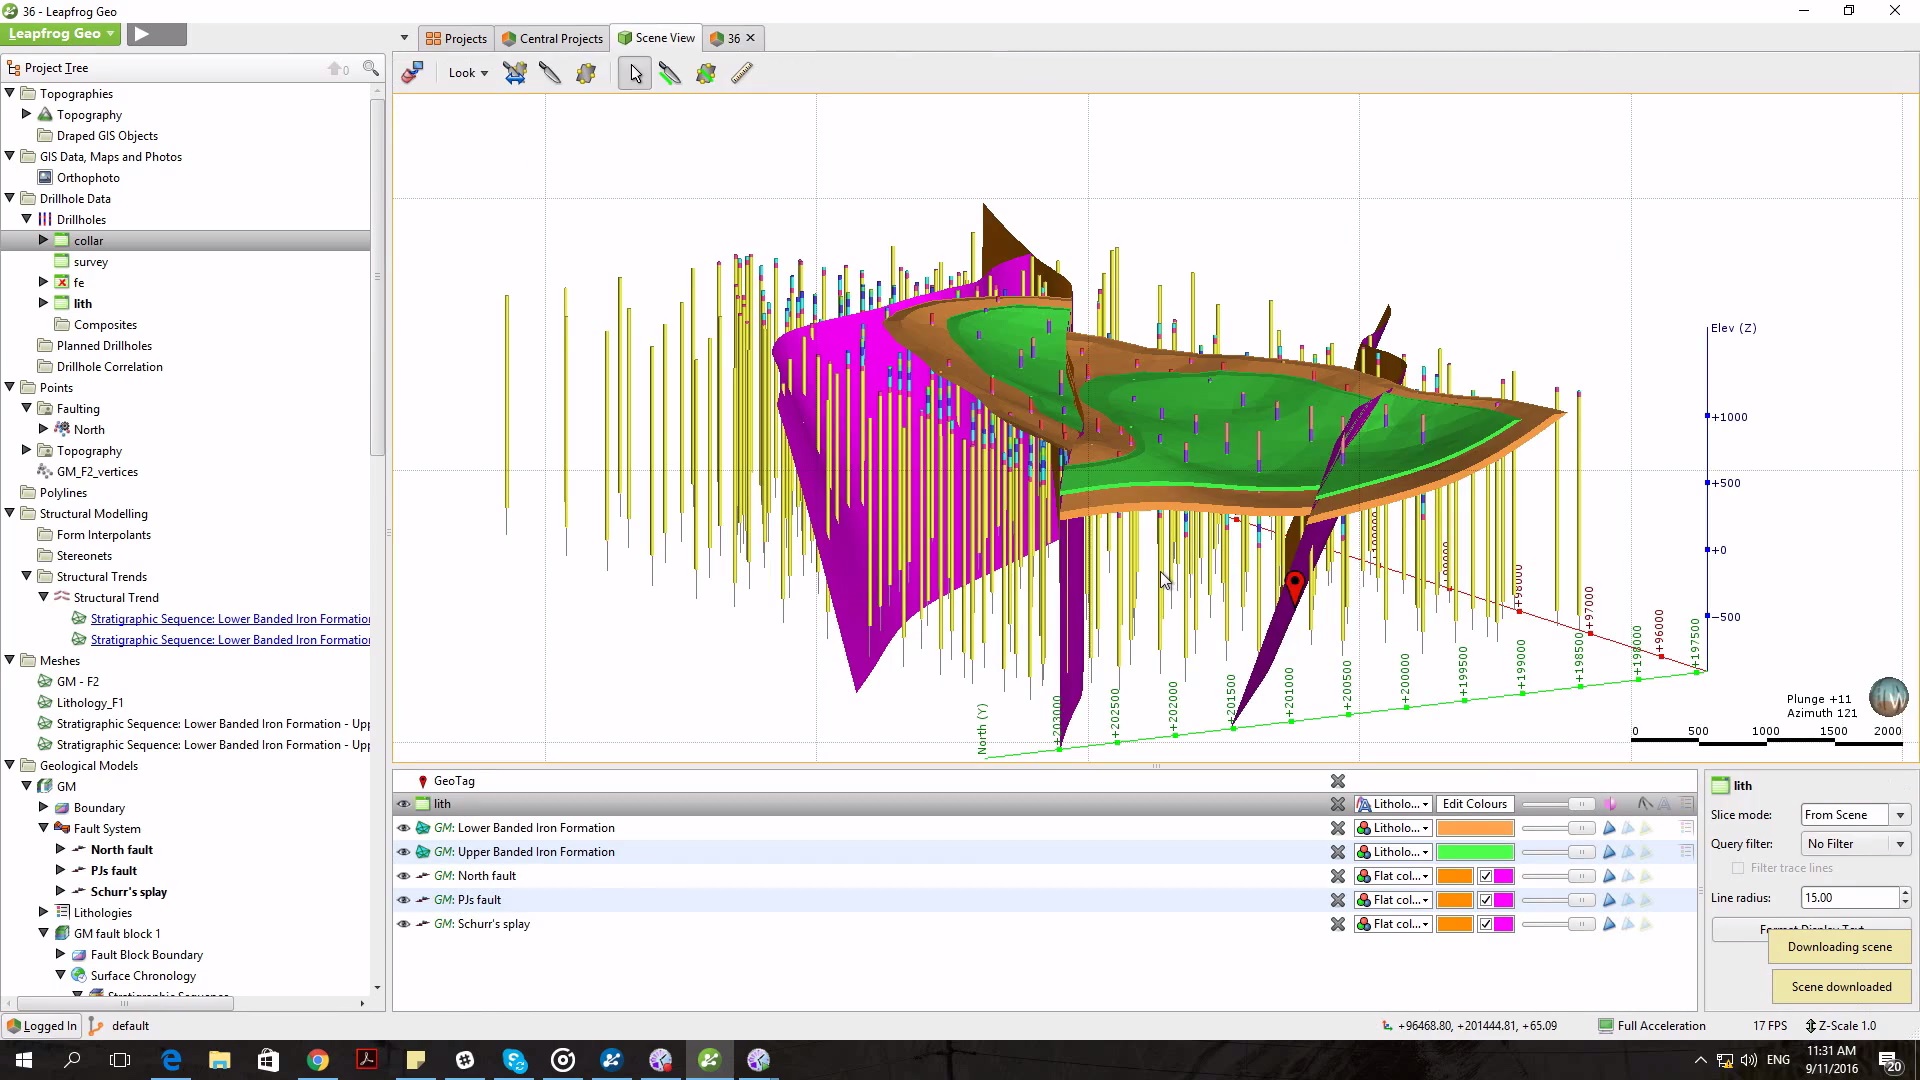 36 - Leapfrog Geo
Leapfrog Geo
Projects
Central Projects
Scene View
36
Project Tree
0
Look
Topographies
Topography
Draped GIS Objects
GIS Data, Maps and Photos
Orthophoto
Drillhole Data
Drillholes
collar
survey
fe
lith
Composites
Planned Drillholes
Drillhole Correlation
Points
Faulting
North
Topography
GM_F2_vertices
Polylines
Structural Modelling
Form Interpolants
Stereonets
Structural Trends
Structural Trend
Stratigraphic Sequence: Lower Banded Iron Formation
Stratigraphic Sequence: Lower Banded Iron Formation
Meshes
GM - F2
Lithology_F1
Stratigraphic Sequence: Lower Banded Iron Formation - Upp
Stratigraphic Sequence: Lower Banded Iron Formation - Upp
Geological Models
GM
Boundary
Fault System
North fault
PJs fault
Schurr's splay
Lithologies
GM fault block 1
Fault Block Boundary
Surface Chronology
Stratigraphic Sequence
Elev (Z)
+1000
+500
+0
-500
North (Y)
+203000
+202500
+202000
+201500
+201000
+200500
+200000
+199500
+199000
+198500
+198000
+197500
+98000
+97000
+96000
Plunge +11
Azimuth 121
0 500 1000 1500 2000
GeoTag
lith Litholo... Edit Colours
GM: Lower Banded Iron Formation Litholo...
GM: Upper Banded Iron Formation Litholo...
GM: North fault Flat col...
GM: PJs fault Flat col...
GM: Schurr's splay Flat col...
lith
Slice mode: From Scene
Query filter: No Filter
Filter trace lines
Line radius: 15.00
Downloading scene
Scene downloaded
Logged In
default
+96468.80, +201444.81, +65.09
Full Acceleration
17 FPS
Z-Scale 1.0
ENG
11:31 AM
9/11/2016
20